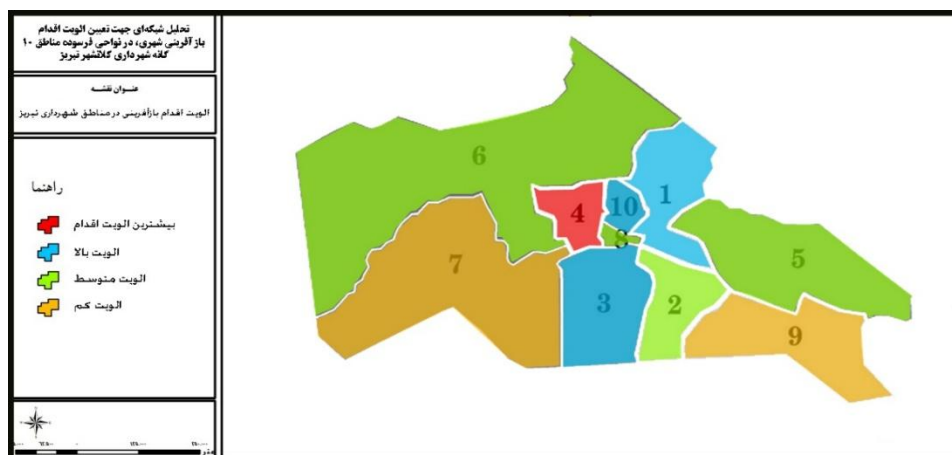 تحلیل شبکه‌ای جهت تعیین الویت اقدام
بازآفرینی شهری، در نواحی فرسوده مناطق ۱۰
گانه شهرداری کلانشهر تبریز
عنوان نقشه
الویت اقدام بازآفرینی در مناطق شهرداری تبریز
راهنما
بیشترین الویت اقدام
الویت بالا
الویت متوسط
الویت کم
6
1
10
4
8
5
7
3
2
9